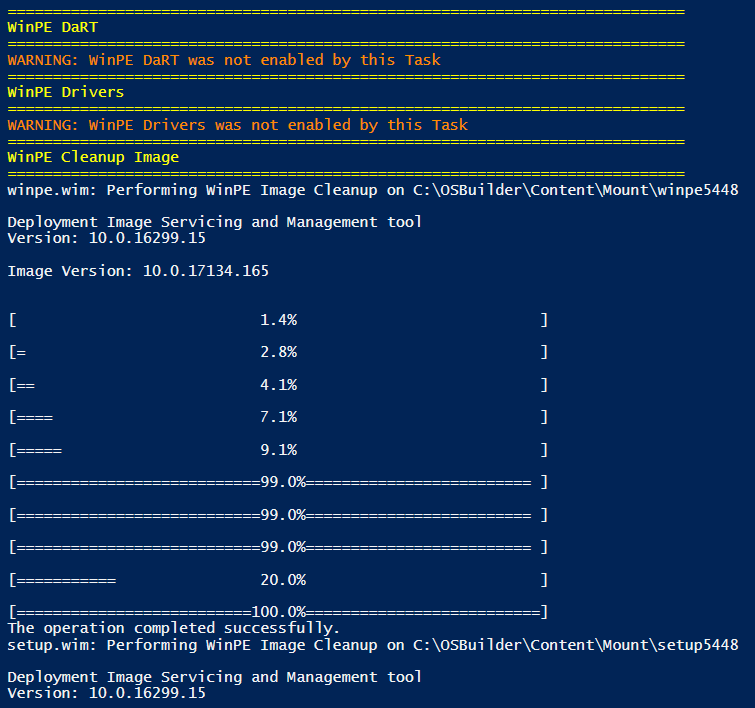 ===========================================================================
WinPE DaRT
===========================================================================
WARNING: WinPE DaRT was not enabled by this Task
===========================================================================
WinPE Drivers
===========================================================================
WARNING: WinPE Drivers was not enabled by this Task
===========================================================================
WinPE Cleanup Image
===========================================================================
winpe.wim: Performing WinPE Image Cleanup on C:\OSBuilder\Content\Mount\winpe5448
Deployment Image Servicing and Management tool
Version: 10.0.16299.15
Image Version: 10.0.17134.165
[                           1.4%                           ]
[=                          2.8%                           ]
[==                         4.1%                           ]
[====                       7.1%                           ]
[=====                      9.1%                           ]
[===========================99.0%========================= ]
[===========================99.0%========================= ]
[===========================99.0%========================= ]
[===========                20.0%                          ]
[==========================100.0%==========================]
The operation completed successfully.
setup.wim: Performing WinPE Image Cleanup on C:\OSBuilder\Content\Mount\setup5448
Deployment Image Servicing and Management tool
Version: 10.0.16299.15